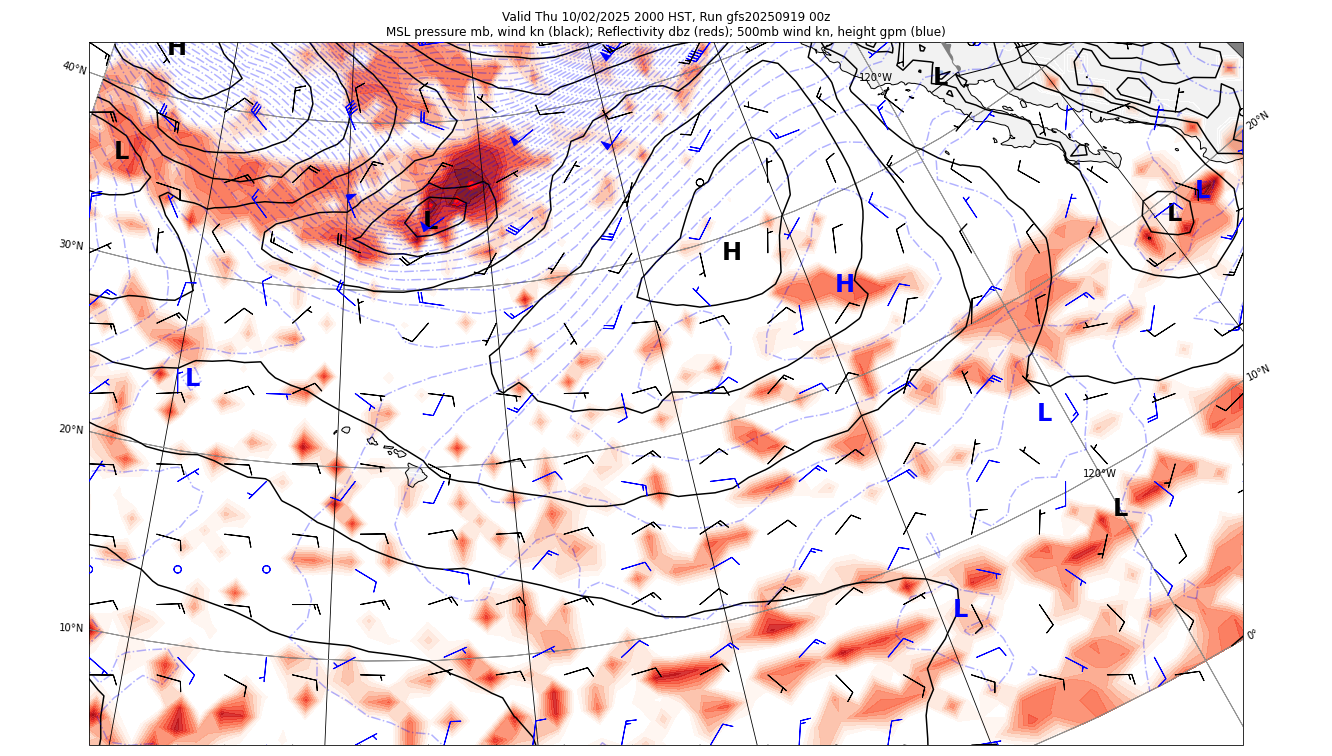 Valid Thu 10/02/2025 2000 HST, Run gfs20250919 00z
MSL pressure mb, wind kn (black); Reflectivity dbz (reds); 500mb wind kn, height gpm (blue)
H
40°N
120°W
L
20°N
L
L
L
L
30°N
H
H
10°N
L
L
20°N
120°W
L
L
10°N
0°